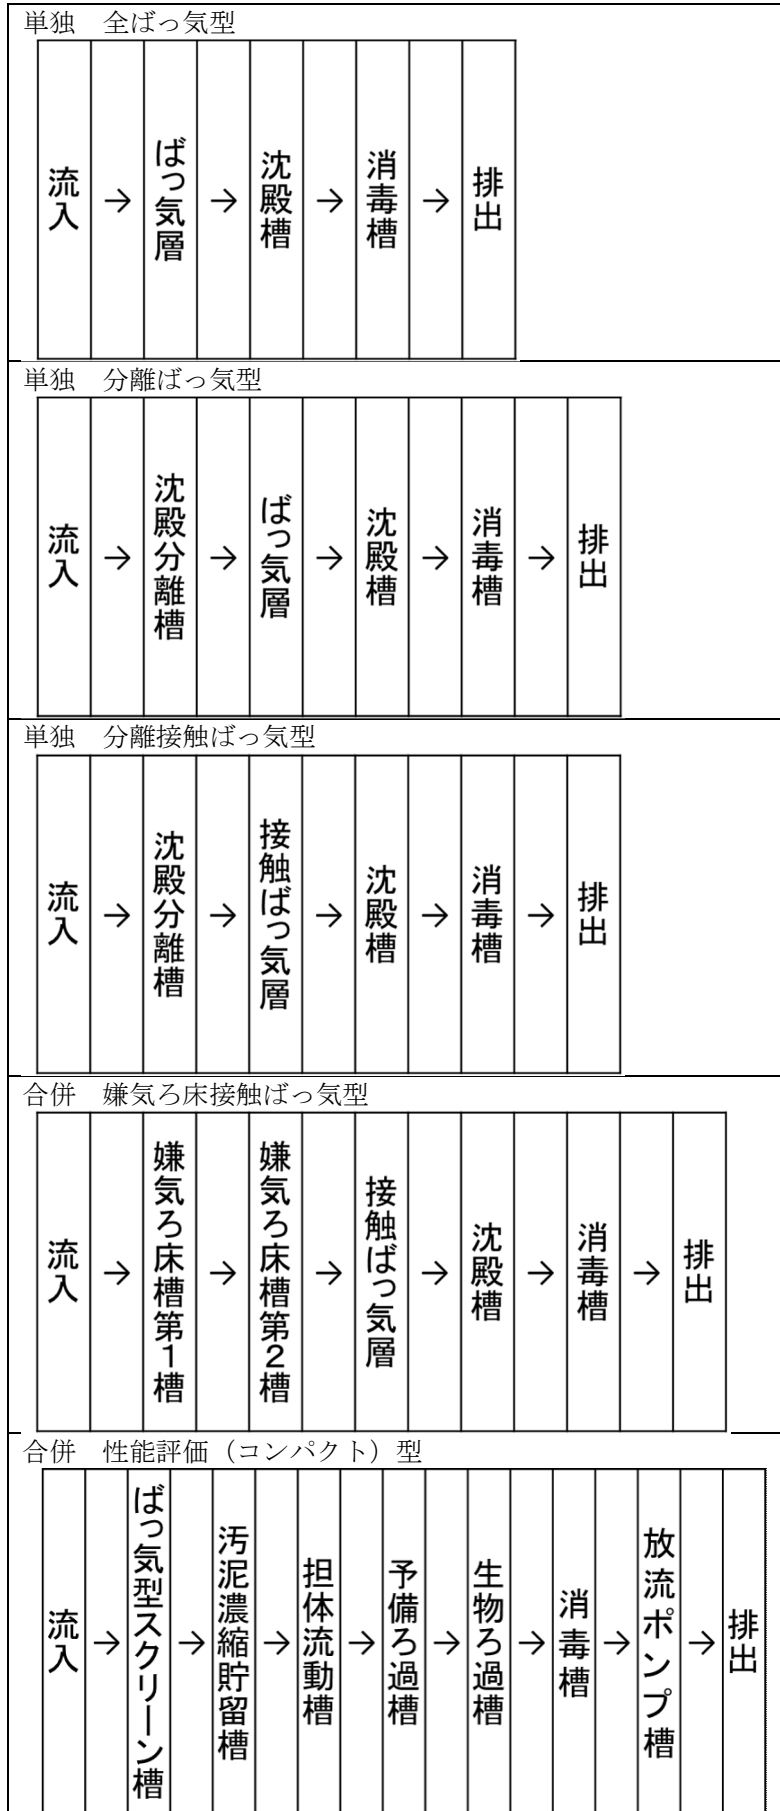 単独　全ばっ気型
流入 → ばっ気層 → 沈殿槽 → 消毒槽 → 排出
単独　分離ばっ気型
流入 → 沈殿分離槽 → ばっ気層 → 沈殿槽 → 消毒槽 → 排出
単独　分離接触ばっ気型
流入 → 沈殿分離槽 → 接触ばっ気層 → 沈殿槽 → 消毒槽 → 排出
合併　嫌気ろ床接触ばっ気型
流入 → 嫌気ろ床槽第1槽 → 嫌気ろ床槽第2槽 → 接触ばっ気層 → 沈殿槽 → 消毒槽 → 排出
合併　性能評価（コンパクト）型
流入 → ばっ気型スクリーン槽 → 汚泥濃縮貯留槽 → 担体流動槽 → 予備ろ過槽 → 生物ろ過槽 → 消毒槽 → 放流ポンプ槽 → 排出